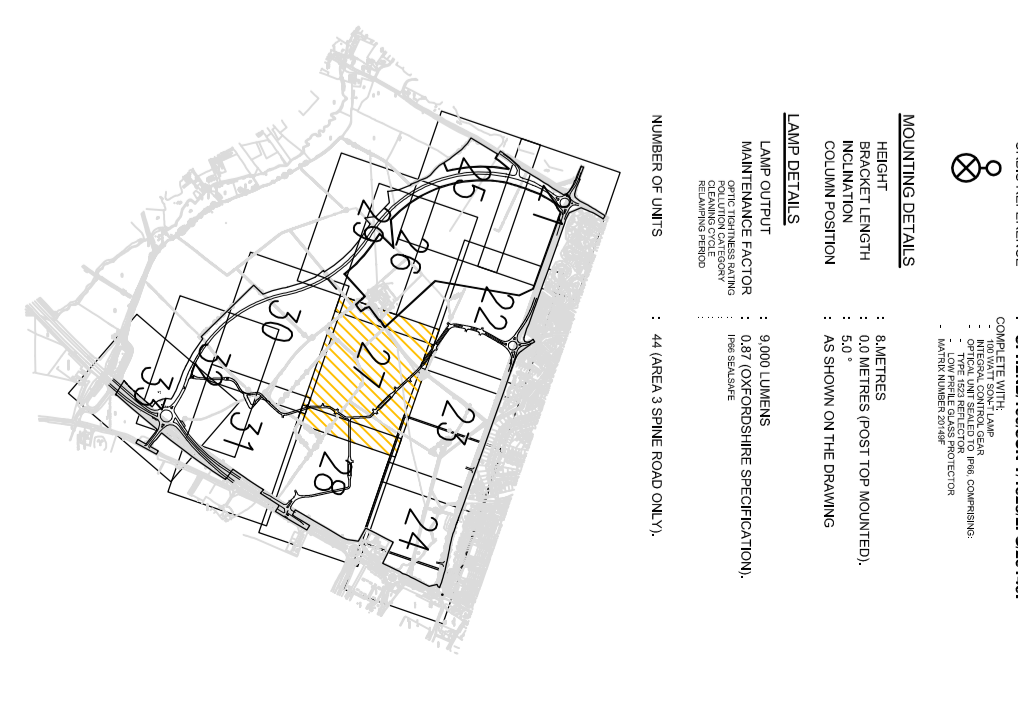 COMPLETE WITH:
- 100 WATT SON-T LAMP
- INTEGRAL CONTROL GEAR
- OPTICAL UNIT SEALED TO IP66, COMPRISING:
- TYPE 1523 REFLECTOR
- LOW PRFILE GLASS PROTECTOR
- MATRIX NUMBER 20149F
MOUNTING DETAILS
HEIGHT : 8.METRES
BRACKET LENGTH : 0.0 METRES (POST TOP MOUNTED).
INCLINATION : 5.0 °
COLUMN POSITION : AS SHOWN ON THE DRAWING
LAMP DETAILS
LAMP OUTPUT : 9,000 LUMENS
MAINTENANCE FACTOR : 0.87 (OXFORDSHIRE SPECIFICATION).
OPTIC TIGHTNESS RATING : IP66 SEALSAFE
POLLUTION CATEGORY :
CLEANING CYCLE :
RELAMPING PERIOD :
NUMBER OF UNITS : 44 (AREA 3 SPINE ROAD ONLY).
21
25
29
26
22
30
27
32
33
23
31
28
24